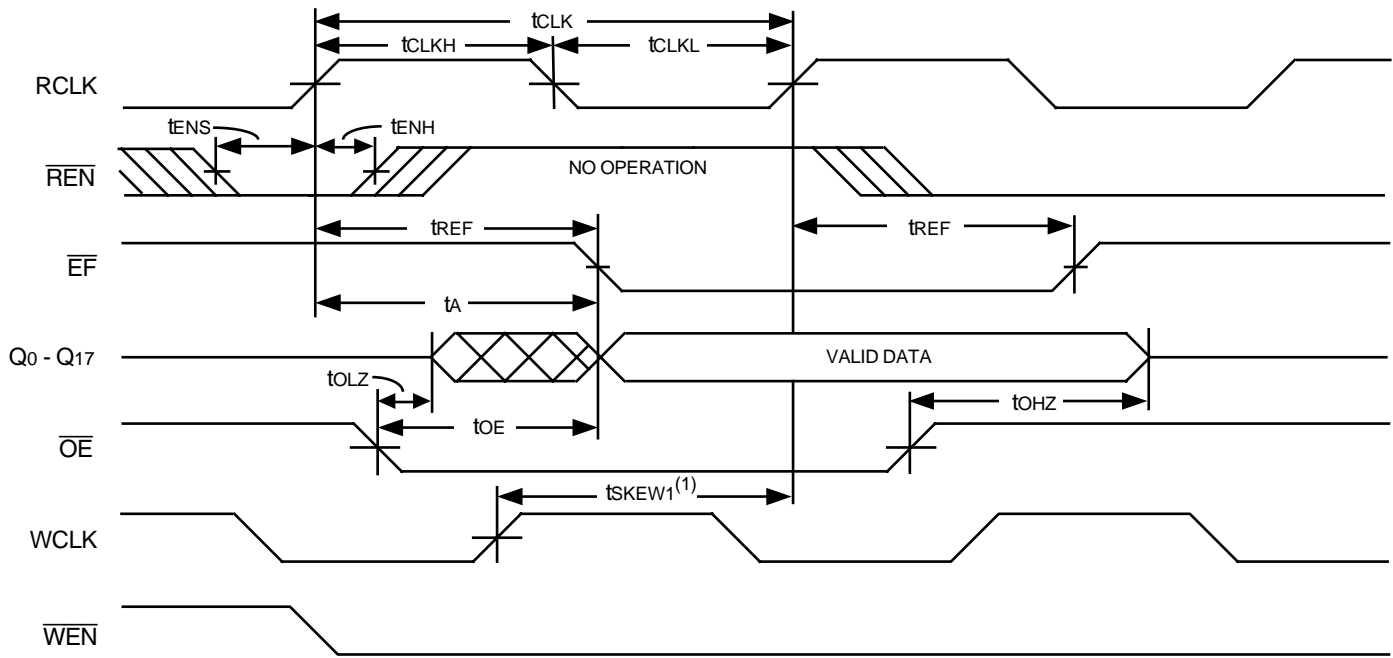 tCLK
tCLKH tCLKL
RCLK
tENS tENH
REN NO OPERATION
tREF tREF
EF
tA
Q0 - Q17 VALID DATA
tOLZ
tOHZ
tOE
OE
tSKEW1(1)
WCLK
WEN